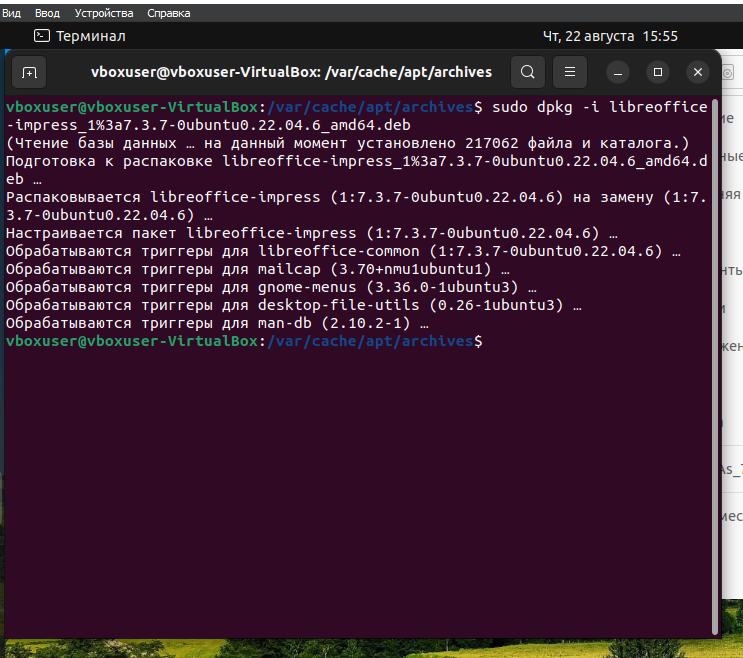 Вид Ввод Устройства Справка
Терминал Чт, 22 августа 15:55
vboxuser@vboxuser-VirtualBox: /var/cache/apt/archives
vboxuser@vboxuser-VirtualBox:/var/cache/apt/archives$ sudo dpkg -i libreoffice
-impress_1%3a7.3.7-0ubuntu0.22.04.6_amd64.deb
(Чтение базы данных … на данный момент установлено 217062 файла и каталога.)
Подготовка к распаковке libreoffice-impress_1%3a7.3.7-0ubuntu0.22.04.6_amd64.d
eb …
Распаковывается libreoffice-impress (1:7.3.7-0ubuntu0.22.04.6) на замену (1:7.
3.7-0ubuntu0.22.04.6) …
Настраивается пакет libreoffice-impress (1:7.3.7-0ubuntu0.22.04.6) …
Обрабатываются триггеры для libreoffice-common (1:7.3.7-0ubuntu0.22.04.6) …
Обрабатываются триггеры для mailcap (3.70+nmu1ubuntu1) …
Обрабатываются триггеры для gnome-menus (3.36.0-1ubuntu3) …
Обрабатываются триггеры для desktop-file-utils (0.26-1ubuntu3) …
Обрабатываются триггеры для man-db (2.10.2-1) …
vboxuser@vboxuser-VirtualBox:/var/cache/apt/archives$